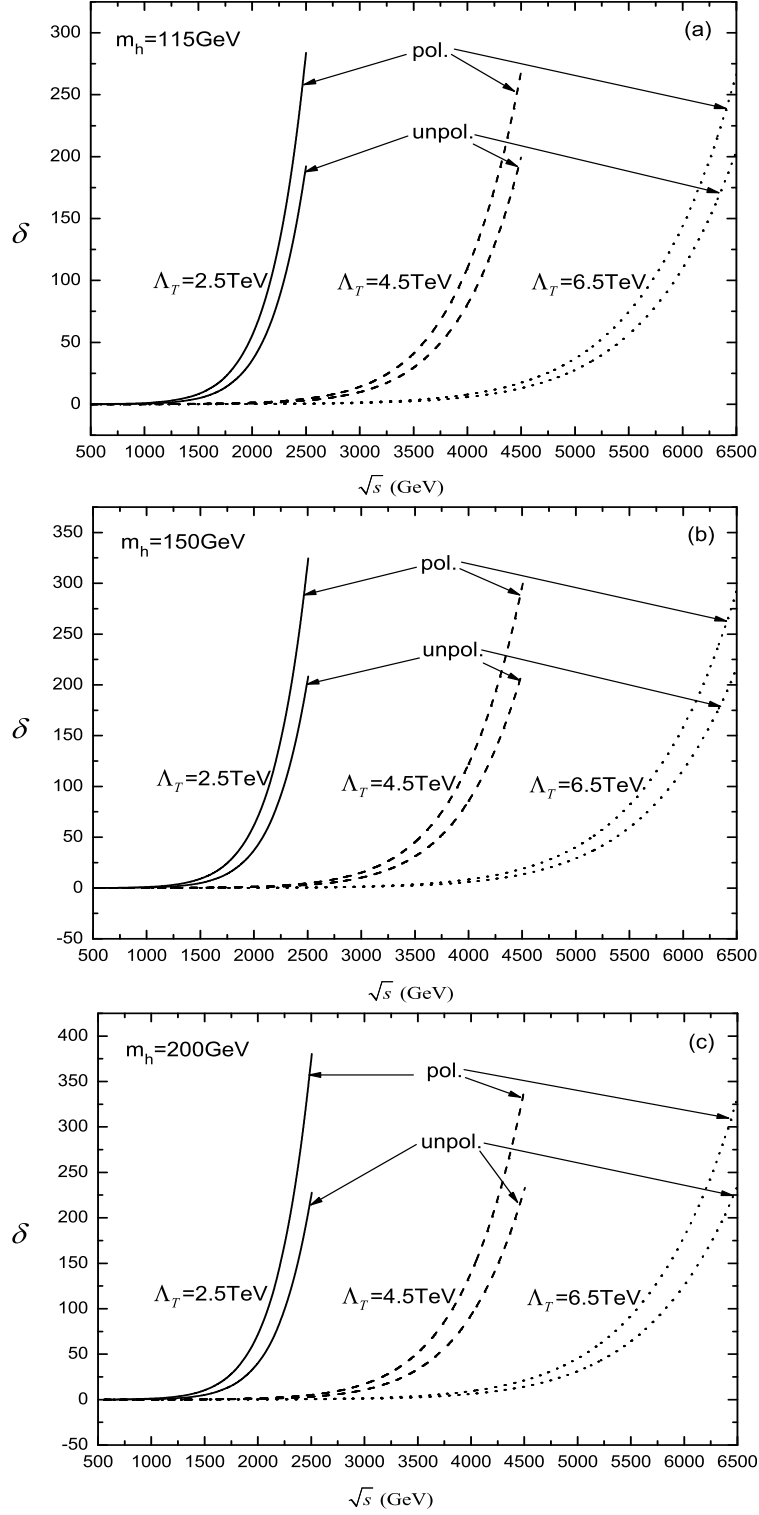 m_h=115GeV
(a)
pol.
unpol.
Λ_T=2.5TeV
Λ_T=4.5TeV
Λ_T=6.5TeV
δ
300
250
200
150
100
50
0
500 1000 1500 2000 2500 3000 3500 4000 4500 5000 5500 6000 6500
√s (GeV)
m_h=150GeV
(b)
pol.
unpol.
Λ_T=2.5TeV
Λ_T=4.5TeV
Λ_T=6.5TeV
δ
350
300
250
200
150
100
50
0
-50
500 1000 1500 2000 2500 3000 3500 4000 4500 5000 5500 6000 6500
√s (GeV)
m_h=200GeV
(c)
pol.
unpol.
Λ_T=2.5TeV
Λ_T=4.5TeV
Λ_T=6.5TeV
δ
400
350
300
250
200
150
100
50
0
-50
500 1000 1500 2000 2500 3000 3500 4000 4500 5000 5500 6000 6500
√s (GeV)